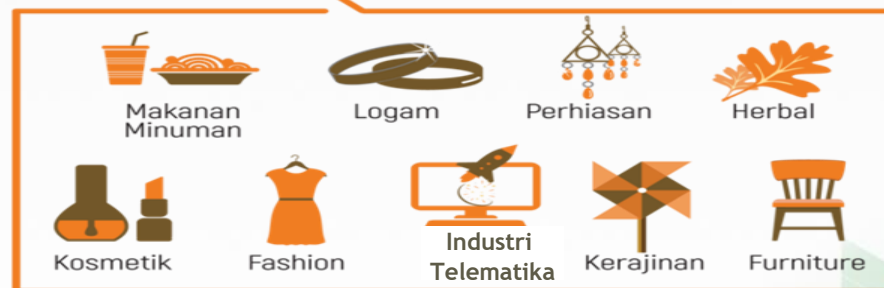 Makanan
Minuman
Logam
Perhiasan
Herbal
Kosmetik
Fashion
Industri
Telematika
Kerajinan
Furniture